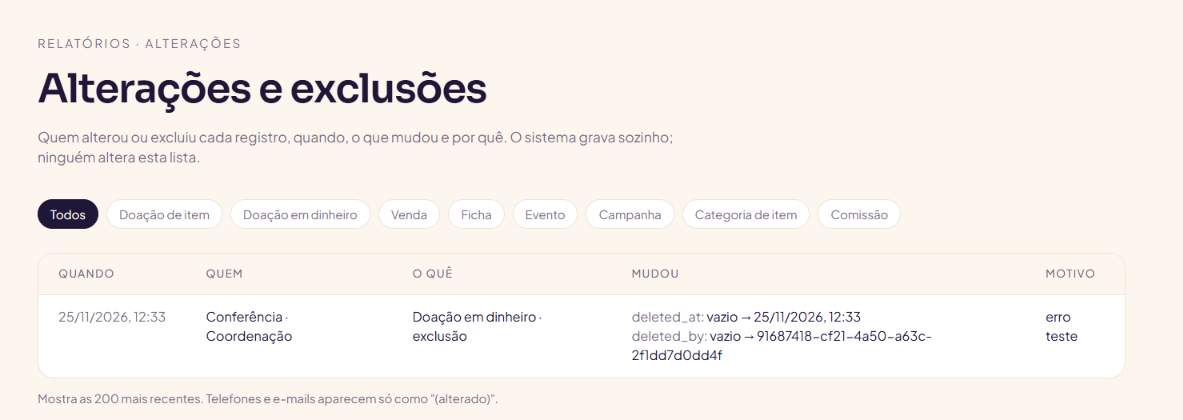 RELATÓRIOS · ALTERAÇÕES
Alterações e exclusões
Quem alterou ou excluiu cada registro, quando, o que mudou e por quê. O sistema grava sozinho;
ninguém altera esta lista.
Todos Doação de item Doação em dinheiro Venda Ficha Evento Campanha Categoria de item Comissão
QUANDO QUEM O QUÊ MUDOU MOTIVO
25/11/2026, 12:33 Conferência · Doação em dinheiro · deleted_at: vazio → 25/11/2026, 12:33 erro
Coordenação exclusão deleted_by: vazio → 91687418-cf21-4a50-a63c- teste
2f1dd7d0dd4f
Mostra as 200 mais recentes. Telefones e e-mails aparecem só como "(alterado)".